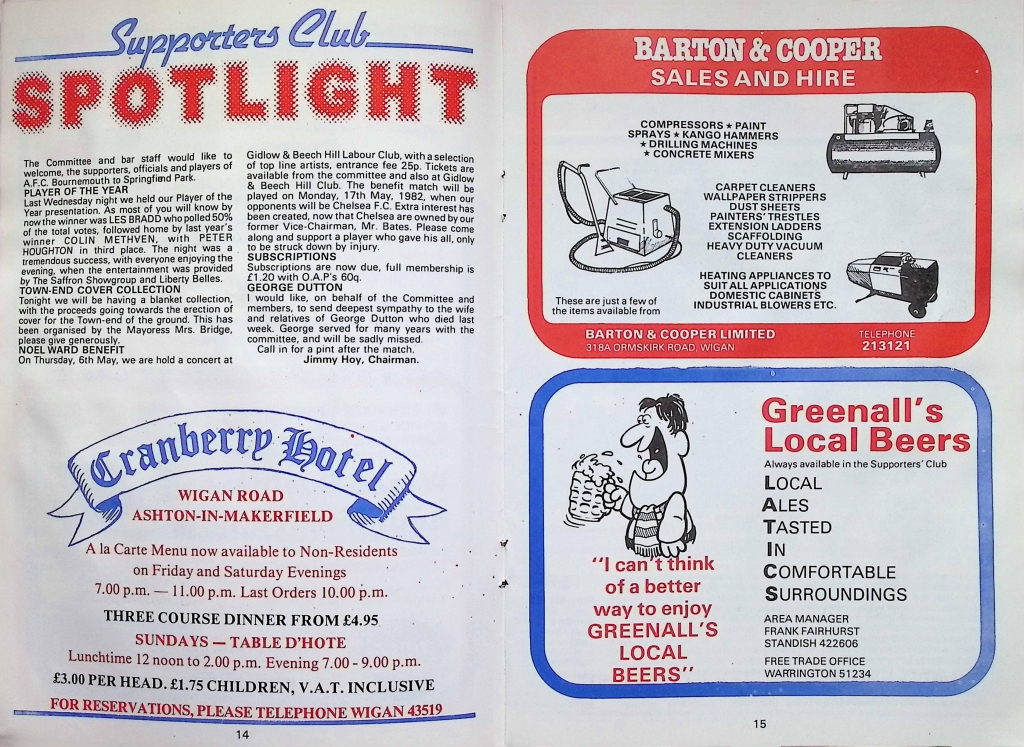 Supporters Club
SPOTLIGHT
The Committee and bar staff would like to
welcome, the supporters, officials and players of
A.F.C. Bournemouth to Springfield Park.
PLAYER OF THE YEAR
Last Wednesday night we held our Player of the
Year presentation. As most of you will know by
now the winner was LES BRADD who polled 50%
of the total votes, followed home by last year's
winner COLIN METHVEN, with PETER
HOUGHTON in third place. The night was a
tremendous success, with everyone enjoying the
evening, when the entertainment was provided
by The Saffron Showgroup and Liberty Belles.
TOWN-END COVER COLLECTION
Tonight we will be having a blanket collection,
with the proceeds going towards the erection of
cover for the Town-end of the ground. This has
been organised by the Mayoress Mrs. Bridge,
please give generously.
NOEL WARD BENEFIT
On Thursday, 6th May, we are hold a concert at
Gidlow & Beech Hill Labour Club, with a selection
of top line artists, entrance fee 25p. Tickets are
available from the committee and also at Gidlow
& Beech Hill Club. The benefit match will be
played on Monday, 17th May, 1982, when our
opponents will be Chelsea F.C. Extra interest has
been created, now that Chelsea are owned by our
former Vice-Chairman, Mr. Bates. Please come
along and support a player who gave his all, only
to be struck down by injury.
SUBSCRIPTIONS
Subscriptions are now due, full membership is
£1.20 with O.A.P's 60q.
GEORGE DUTTON
I would like, on behalf of the Committee and
members, to send deepest sympathy to the wife
and relatives of George Dutton who died last
week. George served for many years with the
committee, and will be sadly missed.
Call in for a pint after the match.
Jimmy Hoy, Chairman.
Cranberry Hotel
WIGAN ROAD
ASHTON-IN-MAKERFIELD
A la Carte Menu now available to Non-Residents
on Friday and Saturday Evenings
7.00 p.m. — 11.00 p.m. Last Orders 10.00 p.m.
THREE COURSE DINNER FROM £4.95
SUNDAYS — TABLE D'HOTE
Lunchtime 12 noon to 2.00 p.m. Evening 7.00 - 9.00 p.m.
£3.00 PER HEAD. £1.75 CHILDREN, V.A.T. INCLUSIVE
FOR RESERVATIONS, PLEASE TELEPHONE WIGAN 43519
14
BARTON & COOPER
SALES AND HIRE
COMPRESSORS ★ PAINT
SPRAYS ★ KANGO HAMMERS
★ DRILLING MACHINES
★ CONCRETE MIXERS
CARPET CLEANERS
WALLPAPER STRIPPERS
DUST SHEETS
PAINTERS' TRESTLES
EXTENSION LADDERS
SCAFFOLDING
HEAVY DUTY VACUUM
CLEANERS
HEATING APPLIANCES TO
SUIT ALL APPLICATIONS
DOMESTIC CABINETS
INDUSTRIAL BLOWERS ETC.
These are just a few of
the items available from
BARTON & COOPER LIMITED
318A ORMSKIRK ROAD, WIGAN
TELEPHONE
213121
Greenall's
Local Beers
Always available in the Supporters' Club
LOCAL
ALES
TASTED
IN
COMFORTABLE
SURROUNDINGS
"I can't think
of a better
way to enjoy
GREENALL'S
LOCAL
BEERS"
AREA MANAGER
FRANK FAIRHURST
STANDISH 422606
FREE TRADE OFFICE
WARRINGTON 51234
15